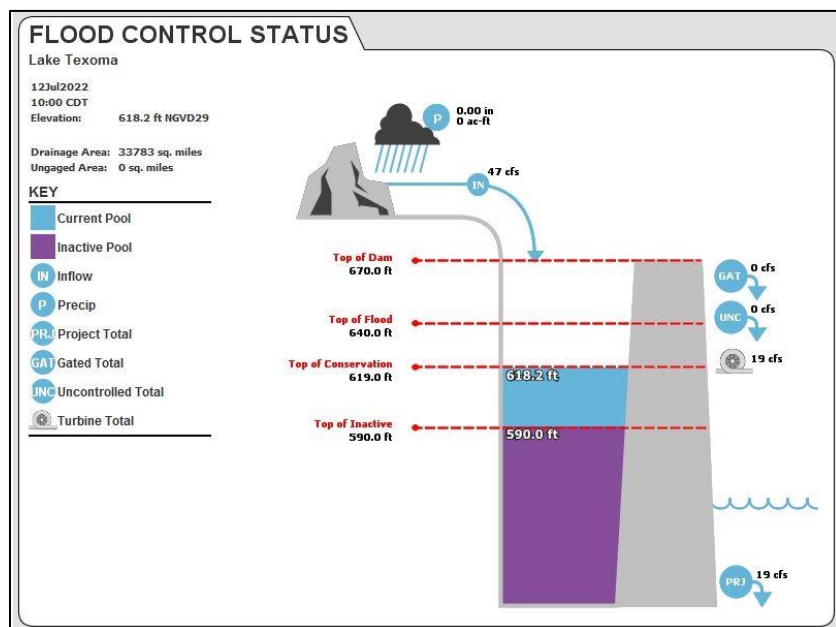 FLOOD CONTROL STATUS
Lake Texoma
12Jul2022
10:00 CDT
Elevation: 618.2 ft NGVD29
Drainage Area: 33783 sq. miles
Ungaged Area: 0 sq. miles
KEY
Current Pool
Inactive Pool
IN Inflow
P Precip
PRJ Project Total
GAT Gated Total
UNC Uncontrolled Total
Turbine Total
P
0.00 in
0 ac-ft
IN
47 cfs
Top of Dam
670.0 ft
Top of Flood
640.0 ft
Top of Conservation
619.0 ft
Top of Inactive
590.0 ft
618.2 ft
590.0 ft
GAT 0 cfs
UNC 0 cfs
19 cfs
PRJ 19 cfs